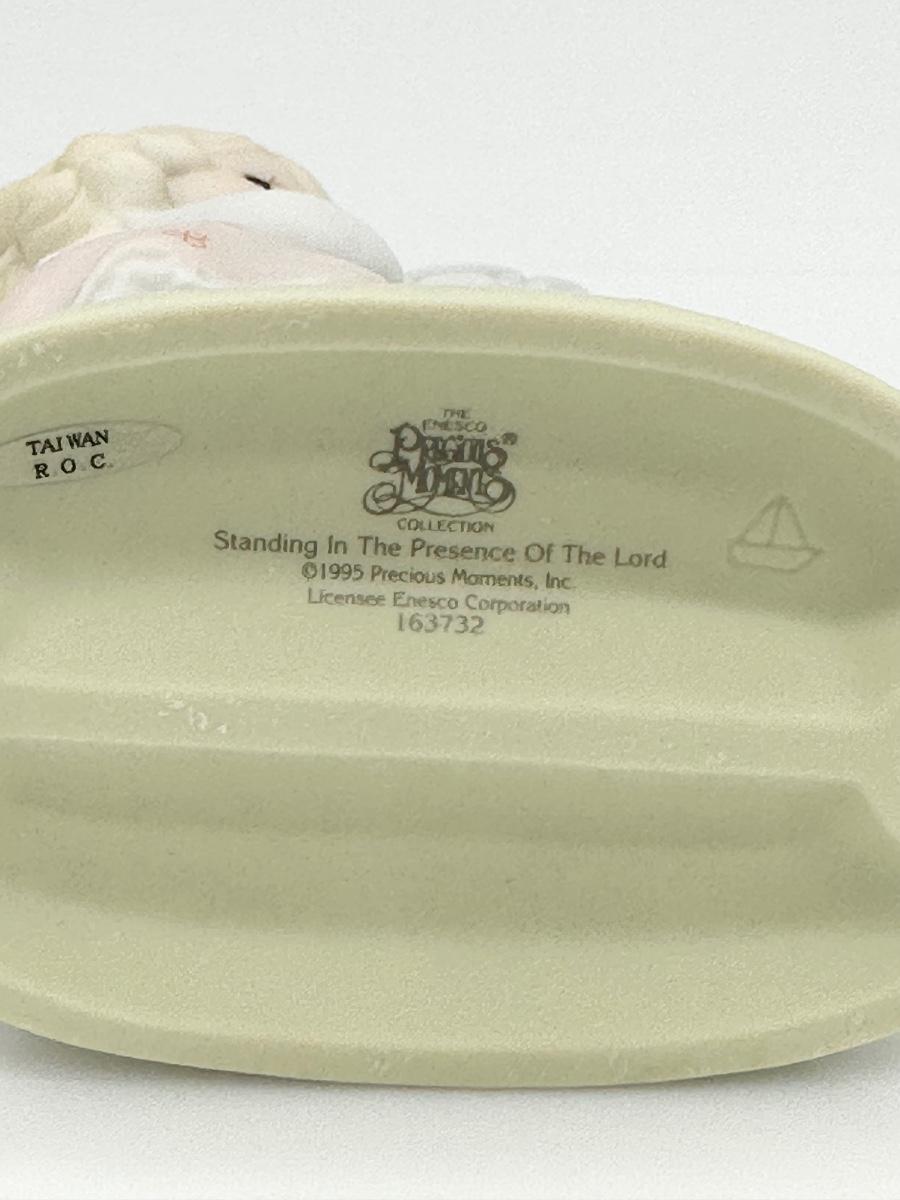 TAIWAN
R O C.
THE
ENESCO
Precious®
Moments
COLLECTION
Standing In The Presence Of The Lord
©1995 Precious Moments, Inc.
Licensee Enesco Corporation
163732